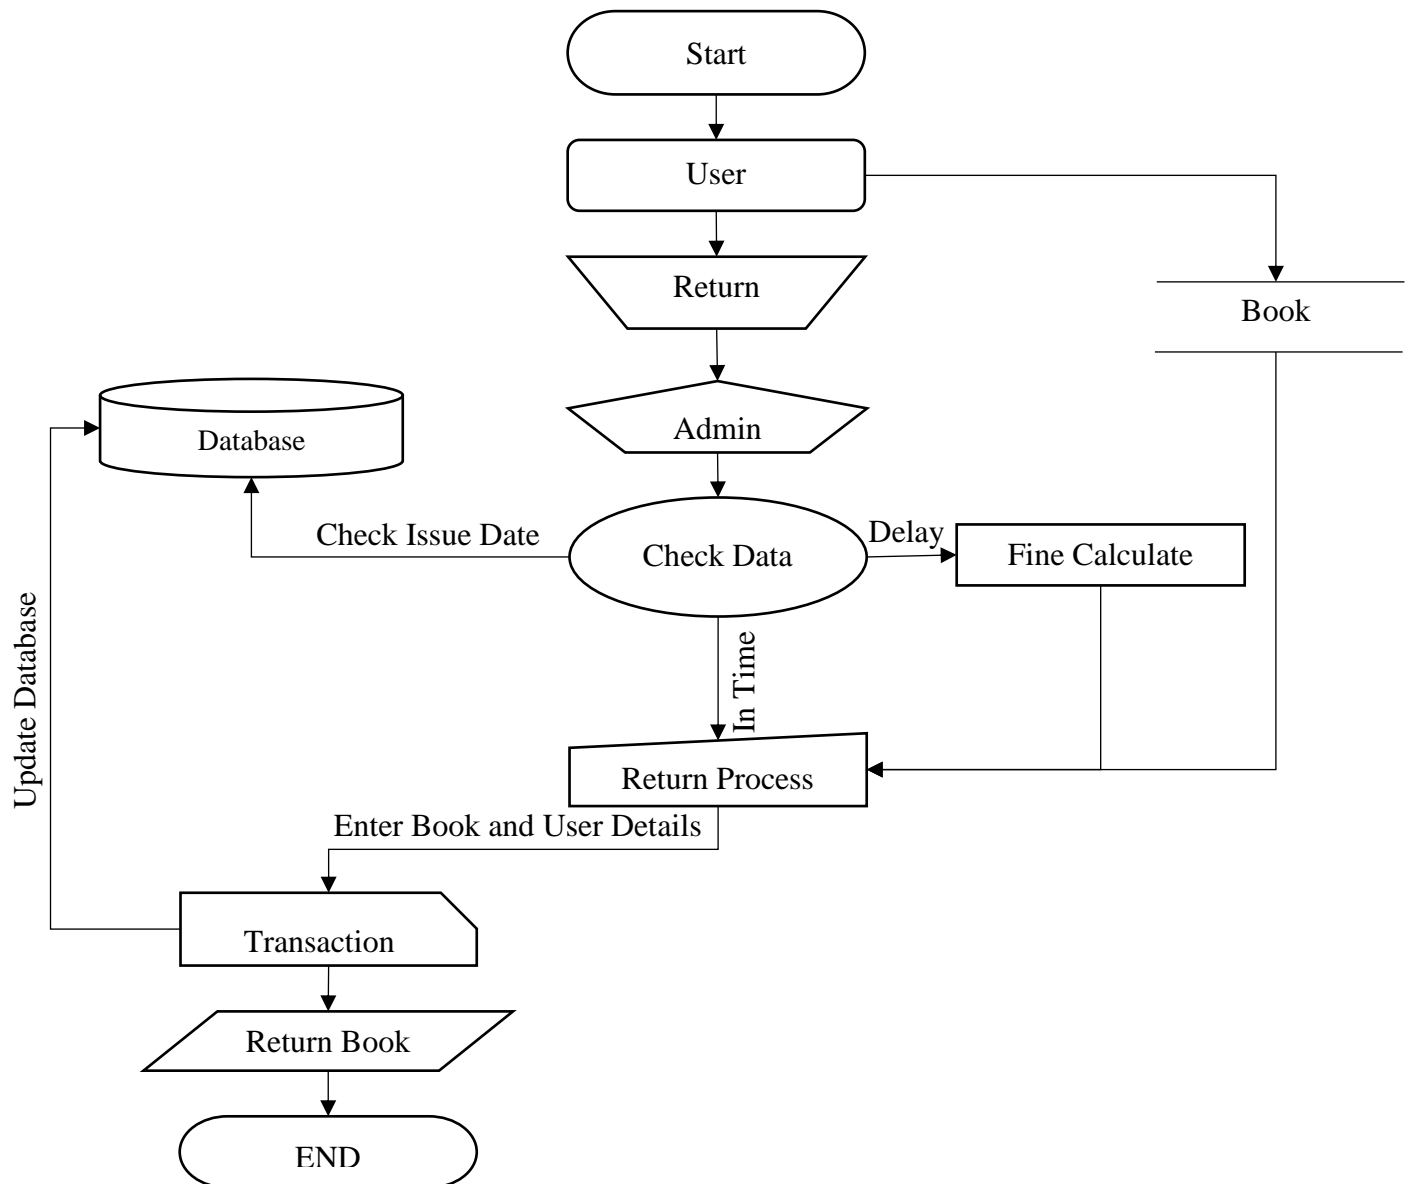 Start
User
Return
Book
Admin
Database
Check Issue Date
Check Data
Delay
Fine Calculate
In Time
Update Database
Return Process
Enter Book and User Details
Transaction
Return Book
END